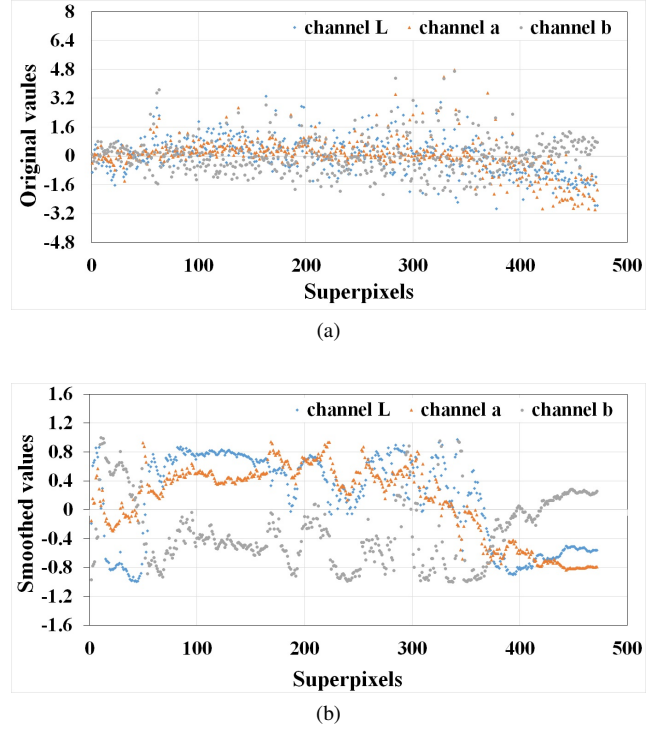 8
channel L channel a channel b
6.4
4.8
3.2
1.6
0
-1.6
-3.2
-4.8
Original vaules
0 100 200 300 400 500
Superpixels
(a)
1.6
channel L channel a channel b
1.2
0.8
0.4
0
-0.4
-0.8
-1.2
-1.6
Smoothed values
0 100 200 300 400 500
Superpixels
(b)